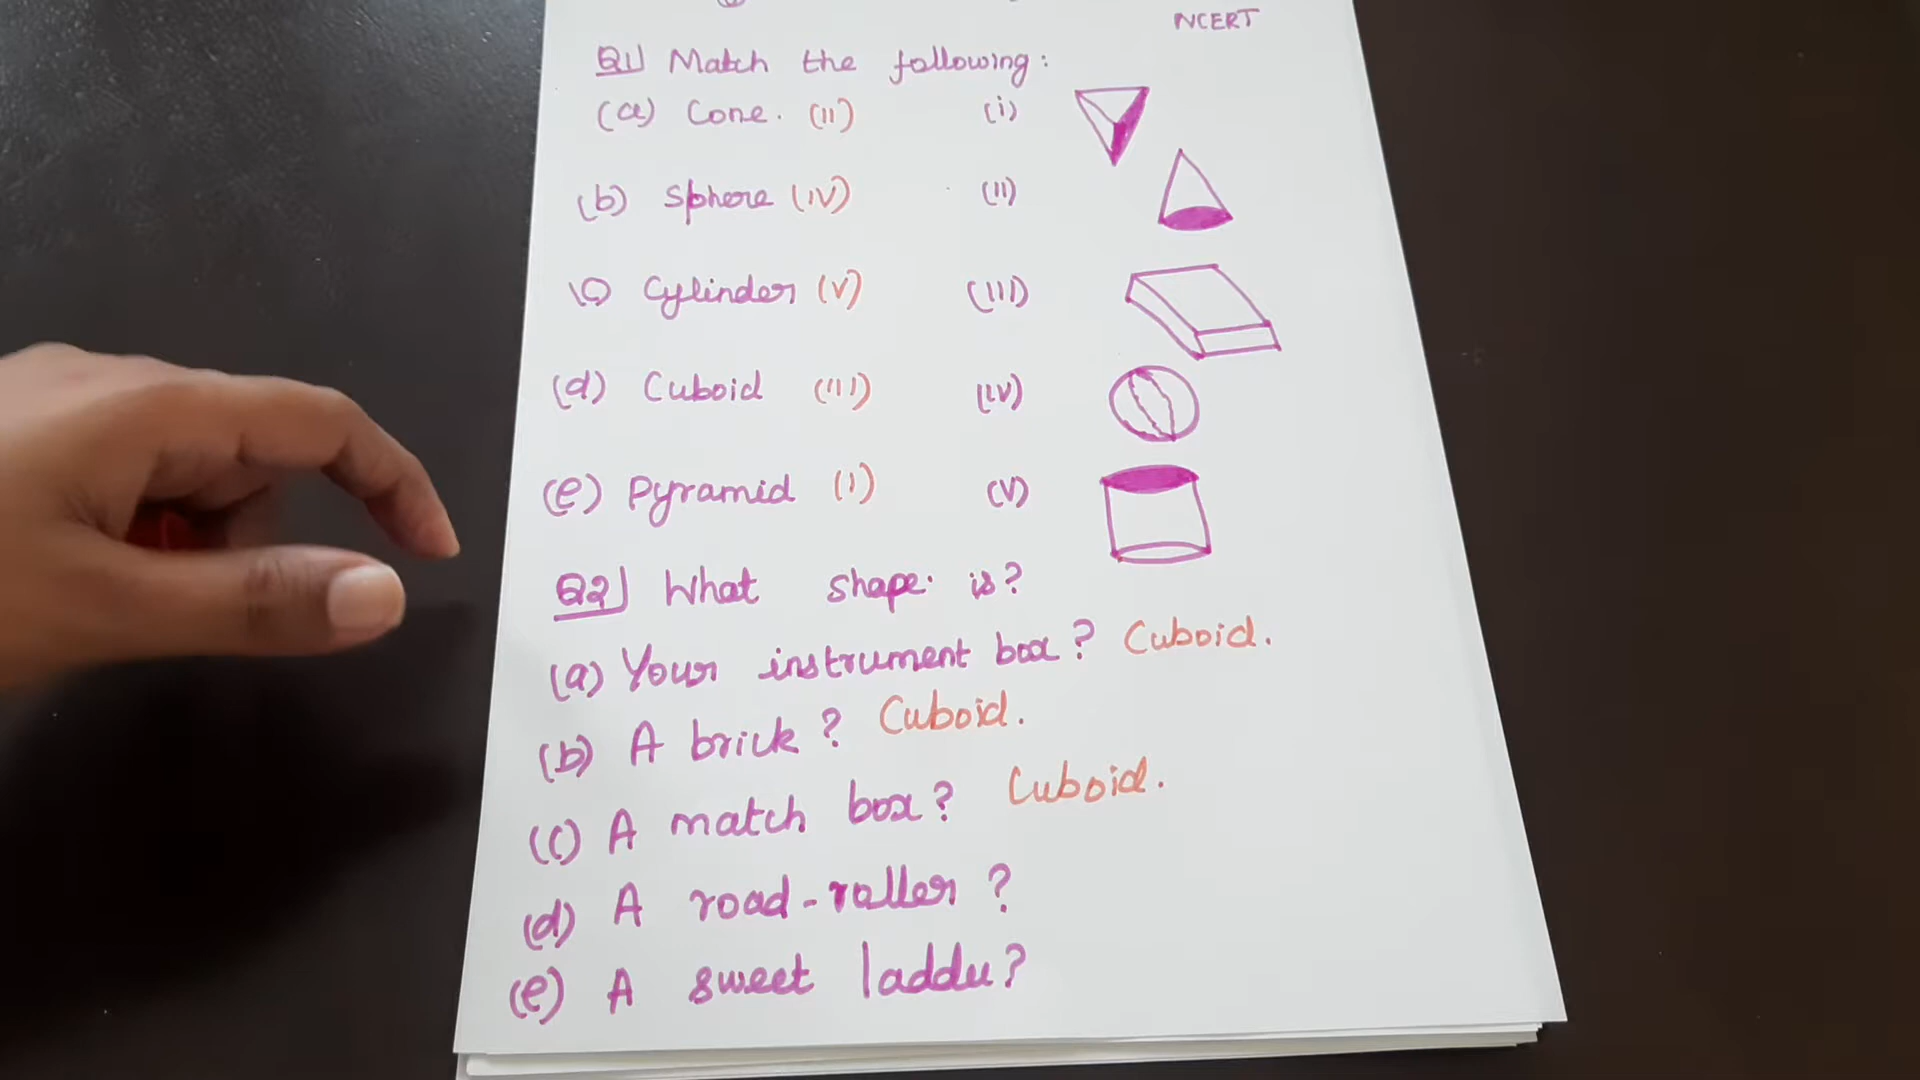 NCERT
Q1 Match the following:
(a) Cone. (II) (i)
(b) Sphere (IV) (II)
(C) Cylinder (V) (III)
(d) Cuboid (III) (IV)
(e) Pyramid (I) (V)
Q2 What shape is?
(a) Your instrument box? Cuboid.
(b) A brick? Cuboid.
(c) A match box? Cuboid.
(d) A road-roller?
(e) A sweet laddu?